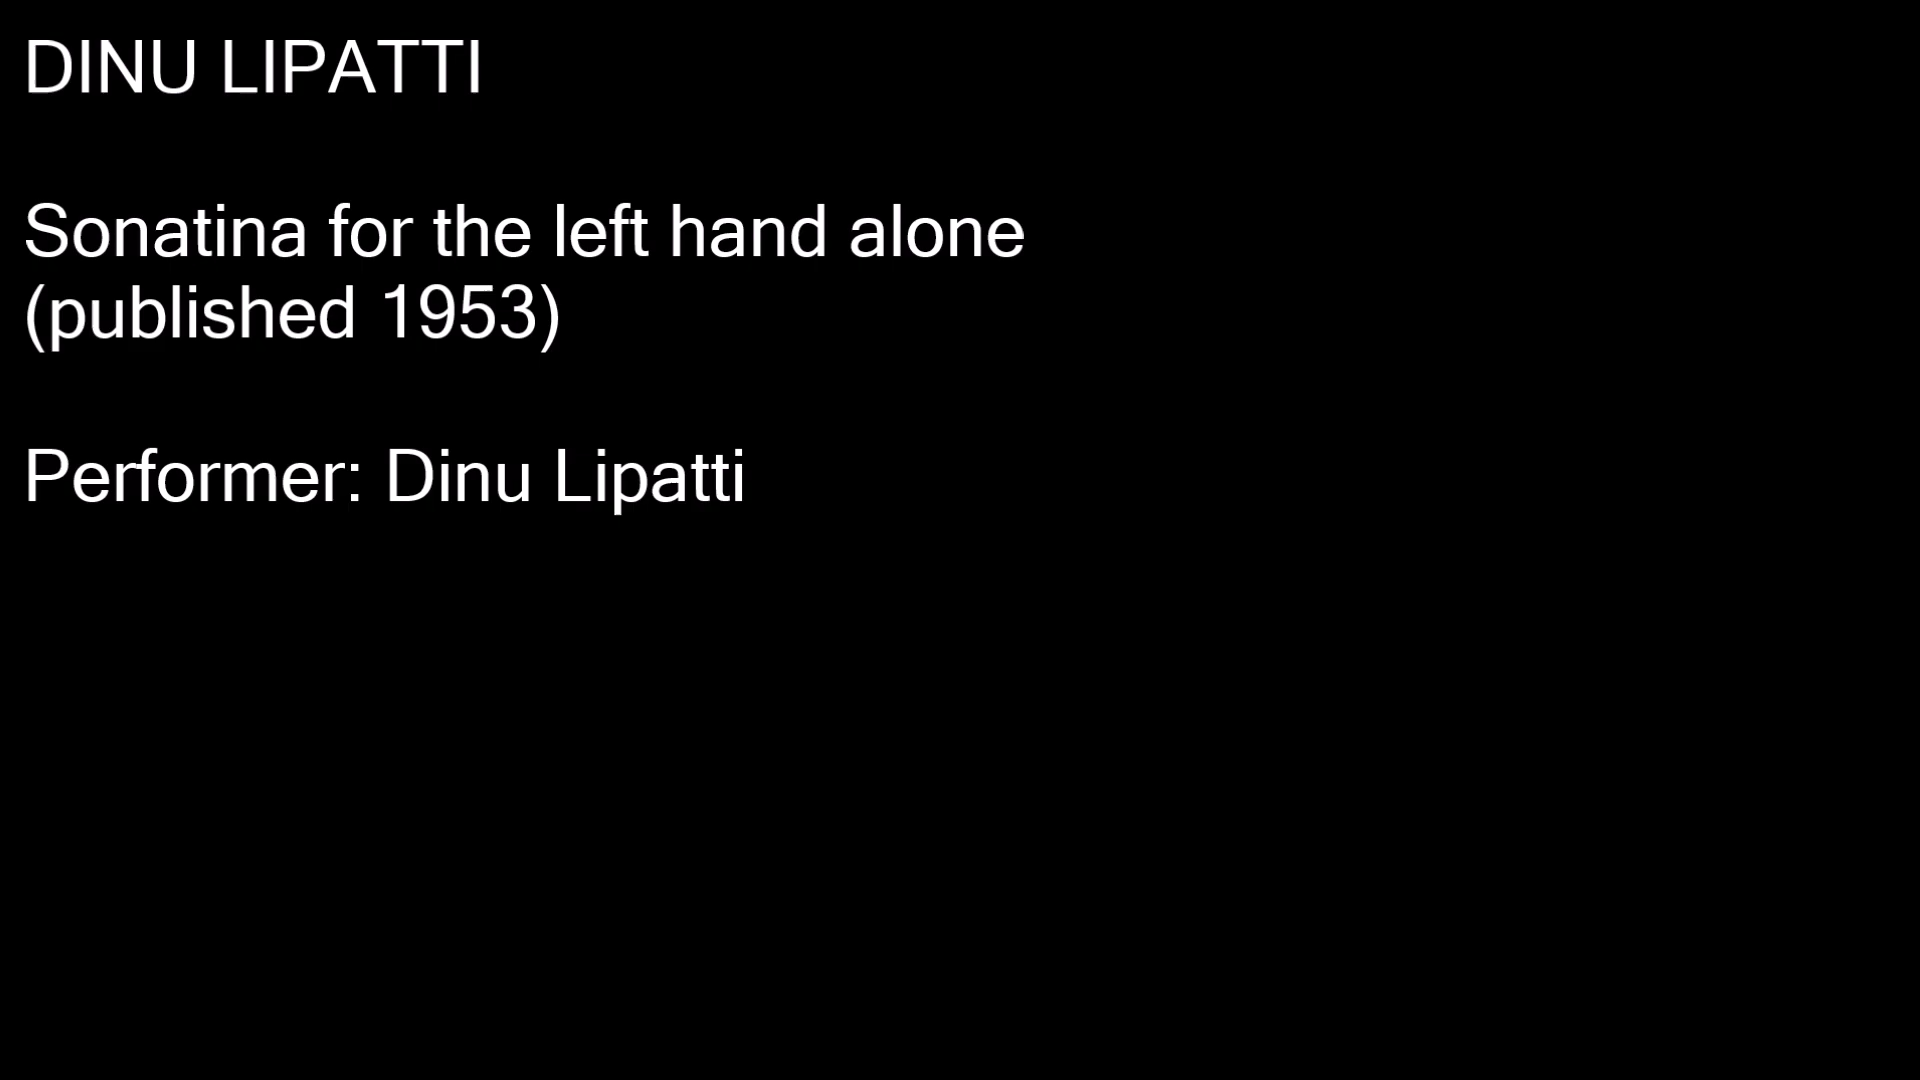 DINU LIPATTI
Sonatina for the left hand alone
(published 1953)
Performer: Dinu Lipatti